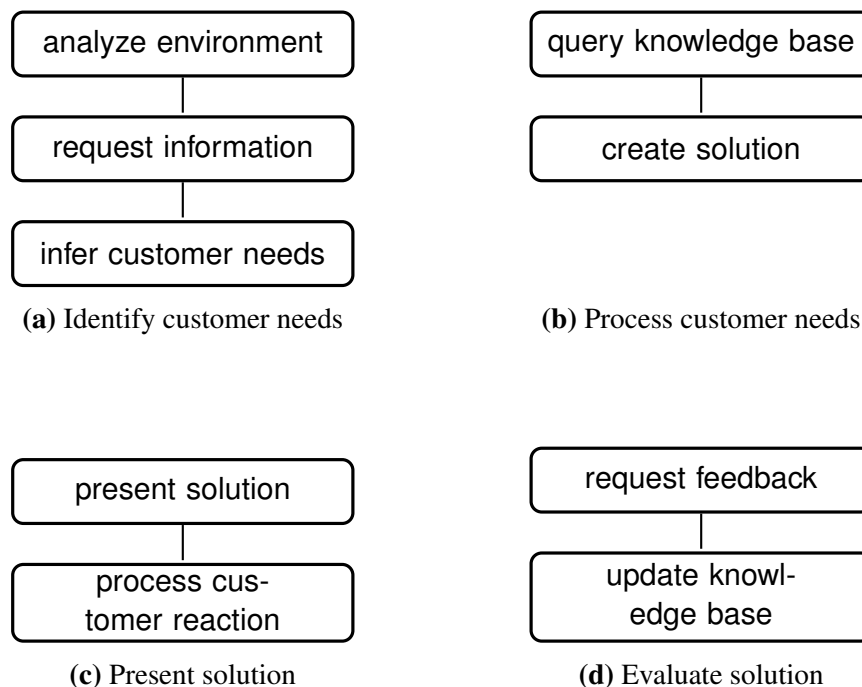 analyze environment
request information
infer customer needs
(a) Identify customer needs
query knowledge base
create solution
(b) Process customer needs
present solution
process cus-
tomer reaction
(c) Present solution
request feedback
update knowl-
edge base
(d) Evaluate solution